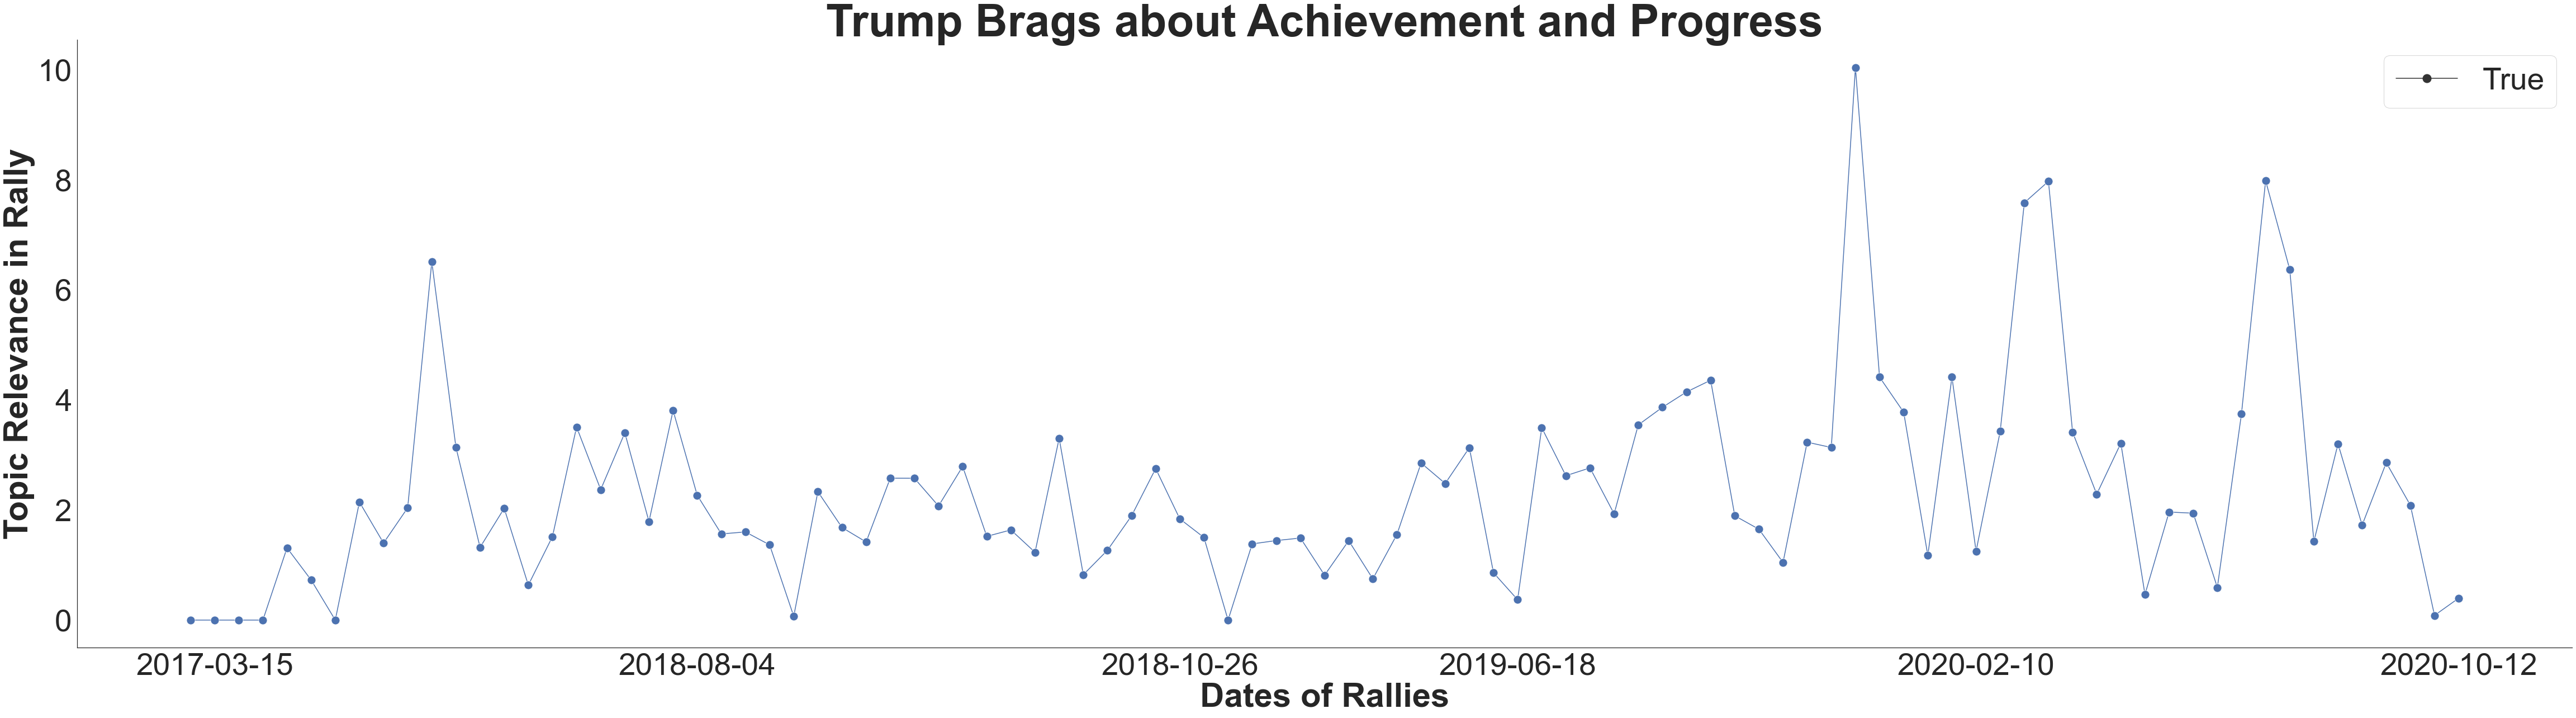 Trump Brags about Achievement and Progress
True
Topic Relevance in Rally
10
8
6
4
2
0
2017-03-15 2018-08-04 2018-10-26 2019-06-18 2020-02-10 2020-10-12
Dates of Rallies